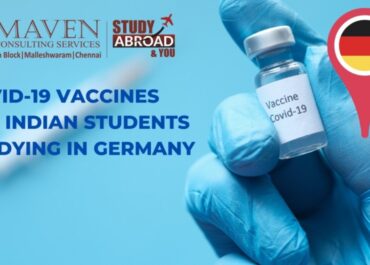 MAVEN
CONSULTING SERVICES
Block|Malleshwaram|Chennai
STUDY
ABROAD
& YOU
VID-19 VACCINES
INDIAN STUDENTS
DYING IN GERMANY
Vaccine
Covid-19